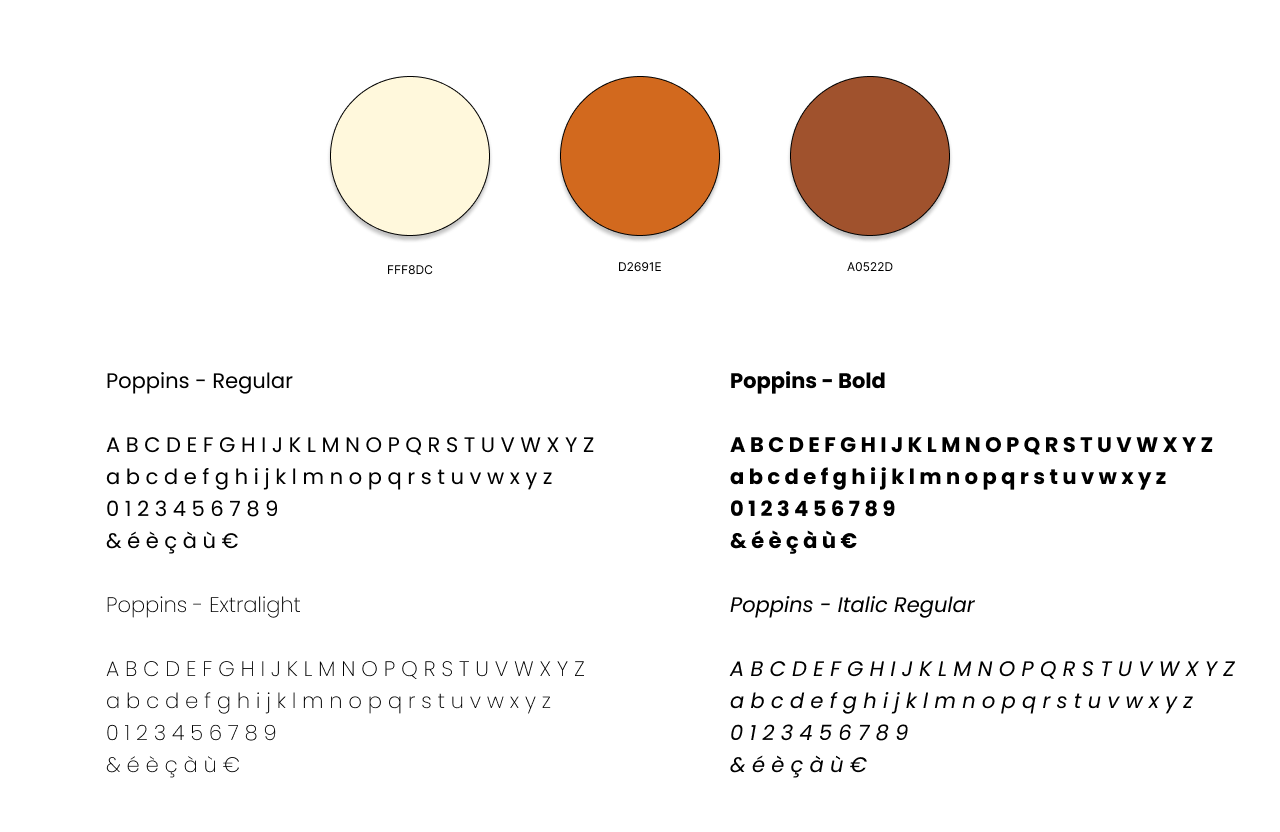 FFF8DC
D2691E
A0522D
Poppins - Regular
A B C D E F G H I J K L M N O P Q R S T U V W X Y Z
a b c d e f g h i j k l m n o p q r s t u v w x y z
0 1 2 3 4 5 6 7 8 9
& é è ç à ù €
Poppins - Bold
A B C D E F G H I J K L M N O P Q R S T U V W X Y Z
a b c d e f g h i j k l m n o p q r s t u v w x y z
0 1 2 3 4 5 6 7 8 9
& é è ç à ù €
Poppins - Extralight
A B C D E F G H I J K L M N O P Q R S T U V W X Y Z
a b c d e f g h i j k l m n o p q r s t u v w x y z
0 1 2 3 4 5 6 7 8 9
& é è ç à ù €
Poppins - Italic Regular
A B C D E F G H I J K L M N O P Q R S T U V W X Y Z
a b c d e f g h i j k l m n o p q r s t u v w x y z
0 1 2 3 4 5 6 7 8 9
& é è ç à ù €